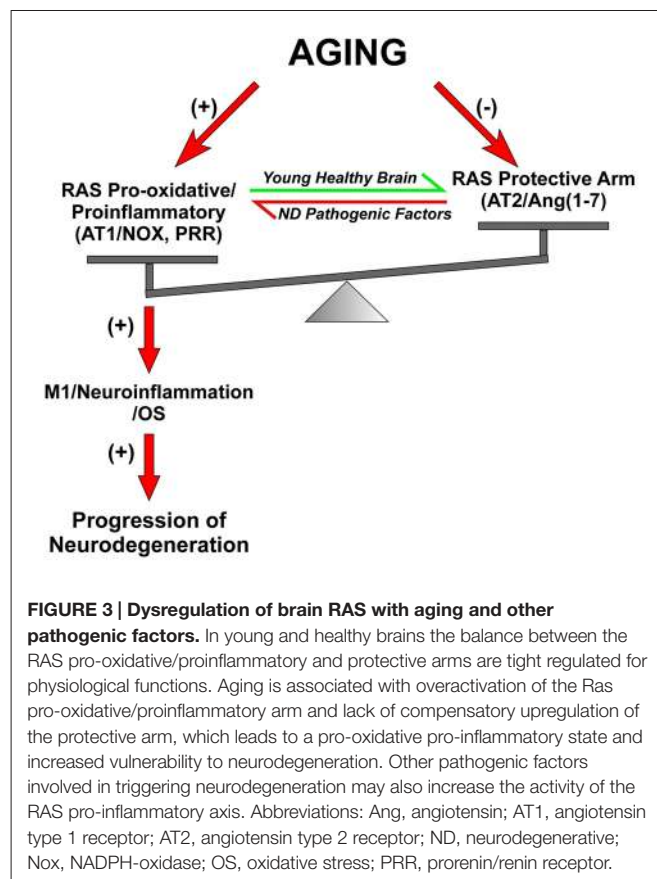 AGING
(+)
(-)
RAS Pro-oxidative/
Proinflammatory
(AT1/NOX, PRR)
Young Healthy Brain
ND Pathogenic Factors
RAS Protective Arm
(AT2/Ang(1-7)
(+)
M1/Neuroinflammation
/OS
(+)
Progression of
Neurodegeneration
FIGURE 3 | Dysregulation of brain RAS with aging and other
pathogenic factors. In young and healthy brains the balance between the
RAS pro-oxidative/proinflammatory and protective arms are tight regulated for
physiological functions. Aging is associated with overactivation of the Ras
pro-oxidative/proinflammatory arm and lack of compensatory upregulation of
the protective arm, which leads to a pro-oxidative pro-inflammatory state and
increased vulnerability to neurodegeneration. Other pathogenic factors
involved in triggering neurodegeneration may also increase the activity of the
RAS pro-inflammatory axis. Abbreviations: Ang, angiotensin; AT1, angiotensin
type 1 receptor; AT2, angiotensin type 2 receptor; ND, neurodegenerative;
Nox, NADPH-oxidase; OS, oxidative stress; PRR, prorenin/renin receptor.